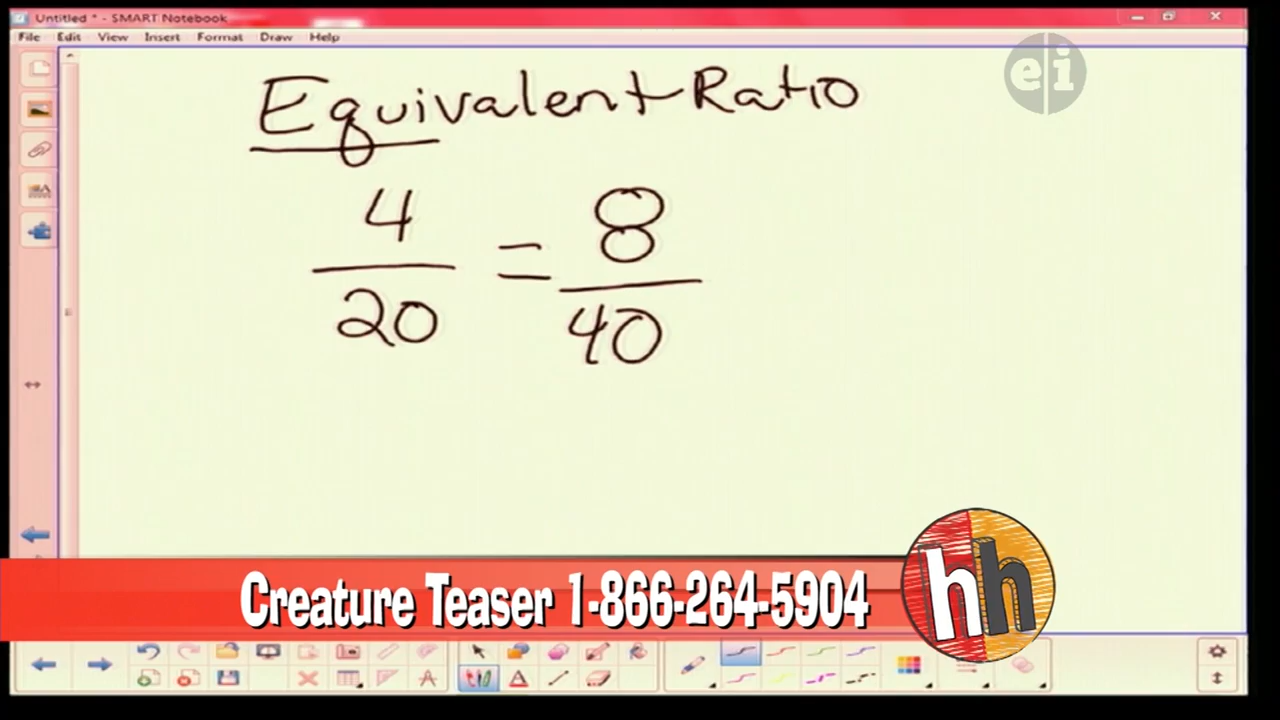 Untitled * - SMART Notebook
File Edit View Insert Format Draw Help
e i
Equivalent Ratio
4 = 8
20 40
Creature Teaser 1-866-264-5904
hh